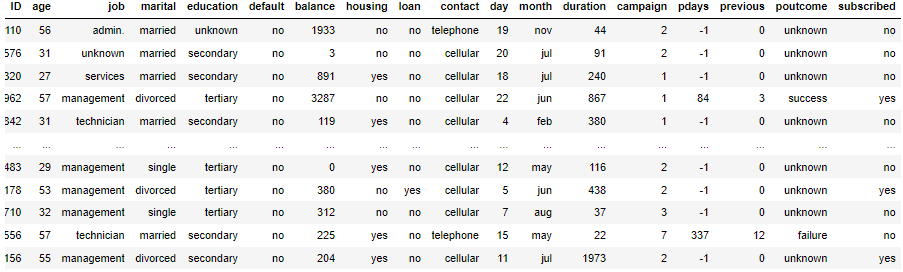 ID age job marital education default balance housing loan contact day month duration campaign pdays previous poutcome subscribed
110 56 admin. married unknown no 1933 no no telephone 19 nov 44 2 -1 0 unknown no
576 31 unknown married secondary no 3 no no cellular 20 jul 91 2 -1 0 unknown no
320 27 services married secondary no 891 yes no cellular 18 jul 240 1 -1 0 unknown no
962 57 management divorced tertiary no 3287 no no cellular 22 jun 867 1 84 3 success yes
842 31 technician married secondary no 119 yes no cellular 4 feb 380 1 -1 0 unknown no
... ... ... ... ... ... ... ... ... ... ... ... ... ... ... ... ... ...
483 29 management single tertiary no 0 yes no cellular 12 may 116 2 -1 0 unknown no
178 53 management divorced tertiary no 380 no yes cellular 5 jun 438 2 -1 0 unknown yes
710 32 management single tertiary no 312 no no cellular 7 aug 37 3 -1 0 unknown no
556 57 technician married secondary no 225 yes no telephone 15 may 22 7 337 12 failure no
156 55 management divorced secondary no 204 yes no cellular 11 jul 1973 2 -1 0 unknown yes